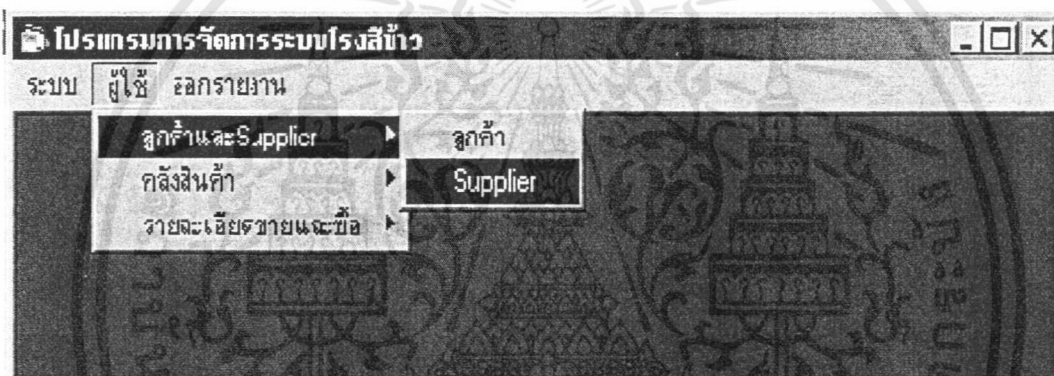 โปรแกรมการจัดการระบบโรงสีข้าว
ระบบ ผู้ใช้ ออกรายงาน
ลูกค้าและSupplier ลูกค้า
คลังสินค้า Supplier
รายละเอียดขายและซื้อ